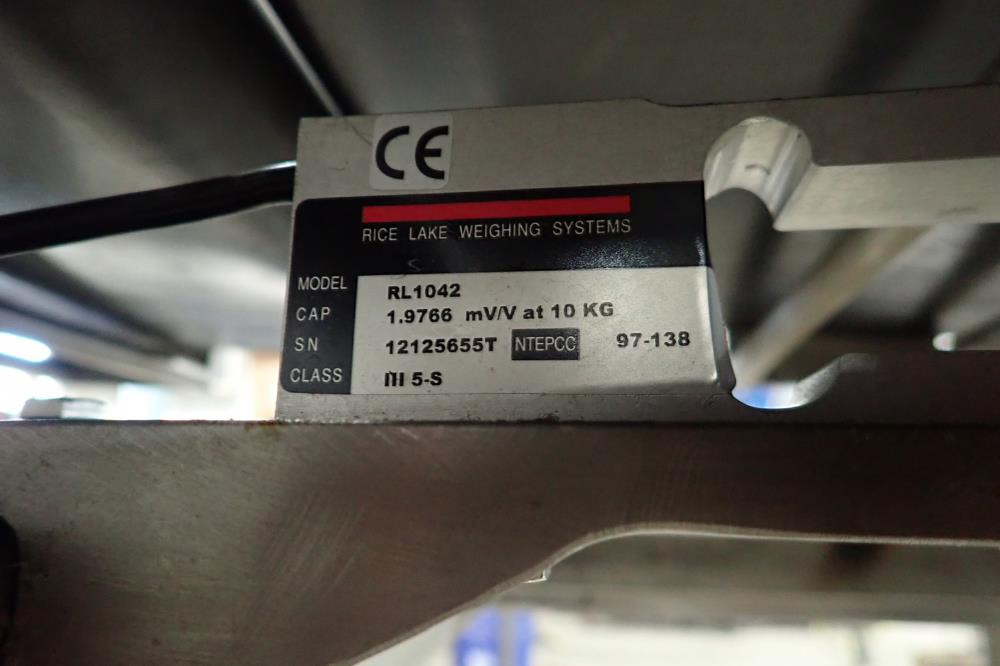 CE
RICE LAKE WEIGHING SYSTEMS
MODEL RL1042
CAP 1.9766 mV/V at 10 KG
SN 12125655T NTEPCC 97-138
CLASS III 5-S